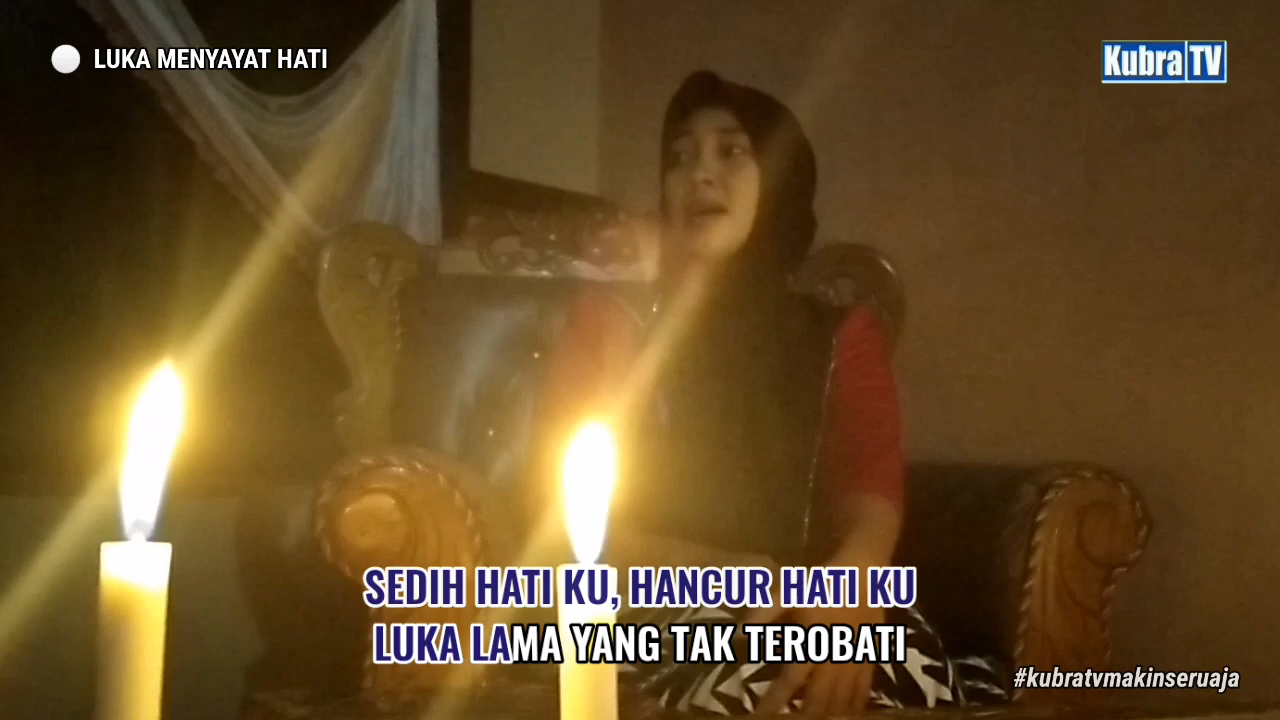 LUKA MENYAYAT HATI
Kubra TV
SEDIH HATI KU, HANCUR HATI KU
LUKA LAMA YANG TAK TEROBATI
#kubratvmakinseruaja